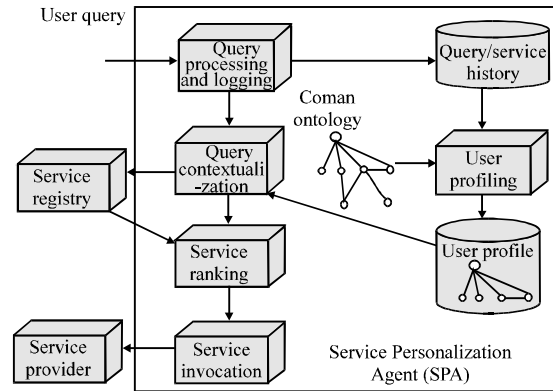 User query
Query
processing
and logging
Query/service
history
Coman
ontology
Query
contextuali
-zation
User
profiling
Service
registry
Service
ranking
User profile
Service
provider
Service
invocation
Service Personalization
Agent (SPA)